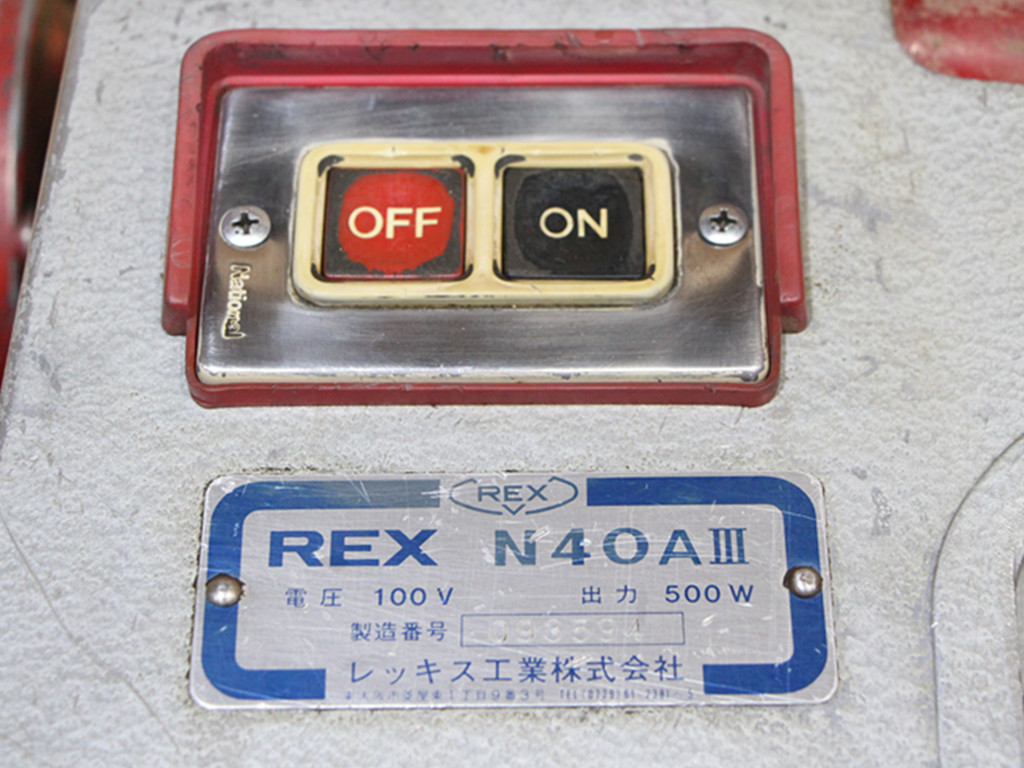 OFF ON
National
REX
REX N40AⅢ
電圧 100V 出力 500W
製造番号
レッキス工業株式会社